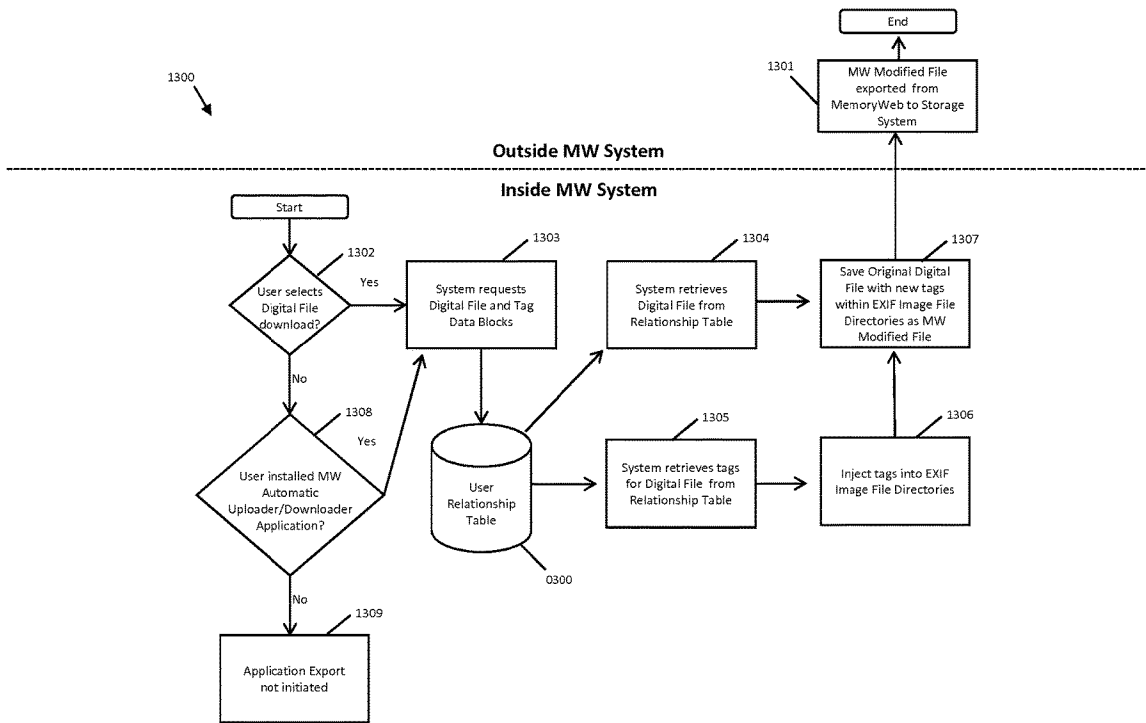 End
1301
MW Modified File
exported from
MemoryWeb to Storage
System
1300
Outside MW System
Inside MW System
Start
1302
User selects
Digital File
download?
Yes
1303
System requests
Digital File and Tag
Data Blocks
1304
System retrieves
Digital File from
Relationship Table
1307
Save Original Digital
File with new tags
within EXIF Image File
Directories as MW
Modified File
No
1308
Yes
User installed MW
Automatic
Uploader/Downloader
Application?
User
Relationship
Table
0300
1305
System retrieves tags
for Digital File from
Relationship Table
1306
Inject tags into EXIF
Image File Directories
No
1309
Application Export
not initiated